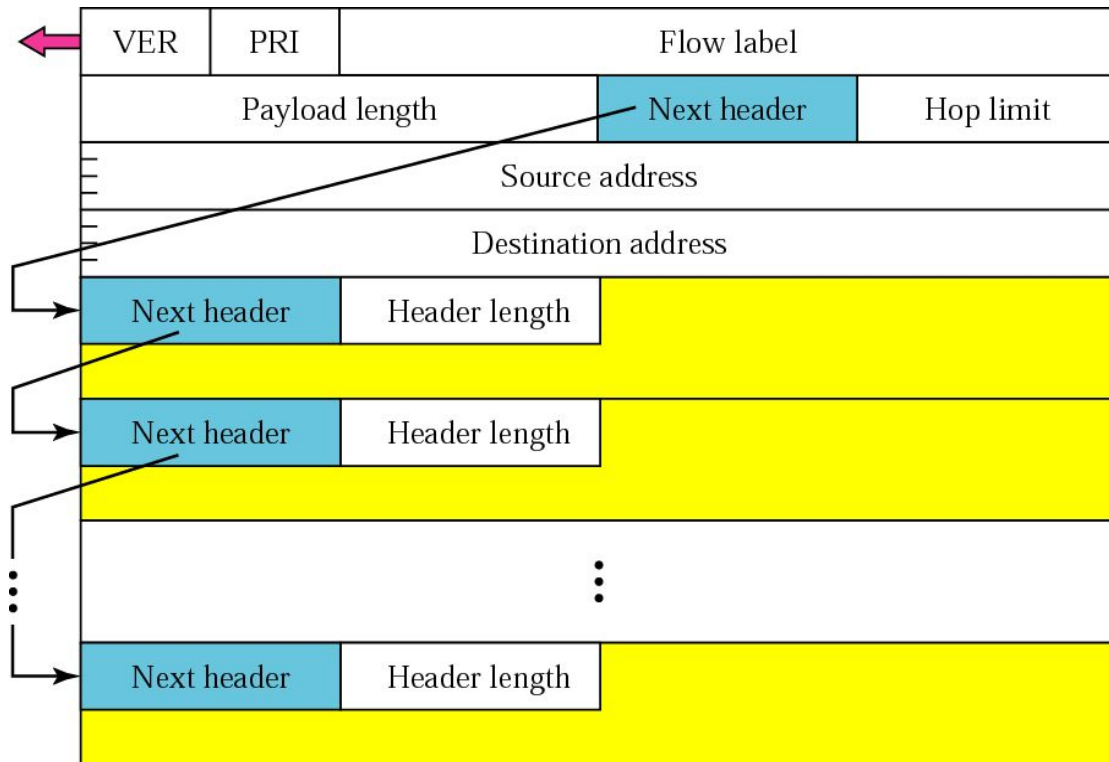 VER PRI Flow label
Payload length Next header Hop limit
Source address
Destination address
Next header Header length
Next header Header length
Next header Header length